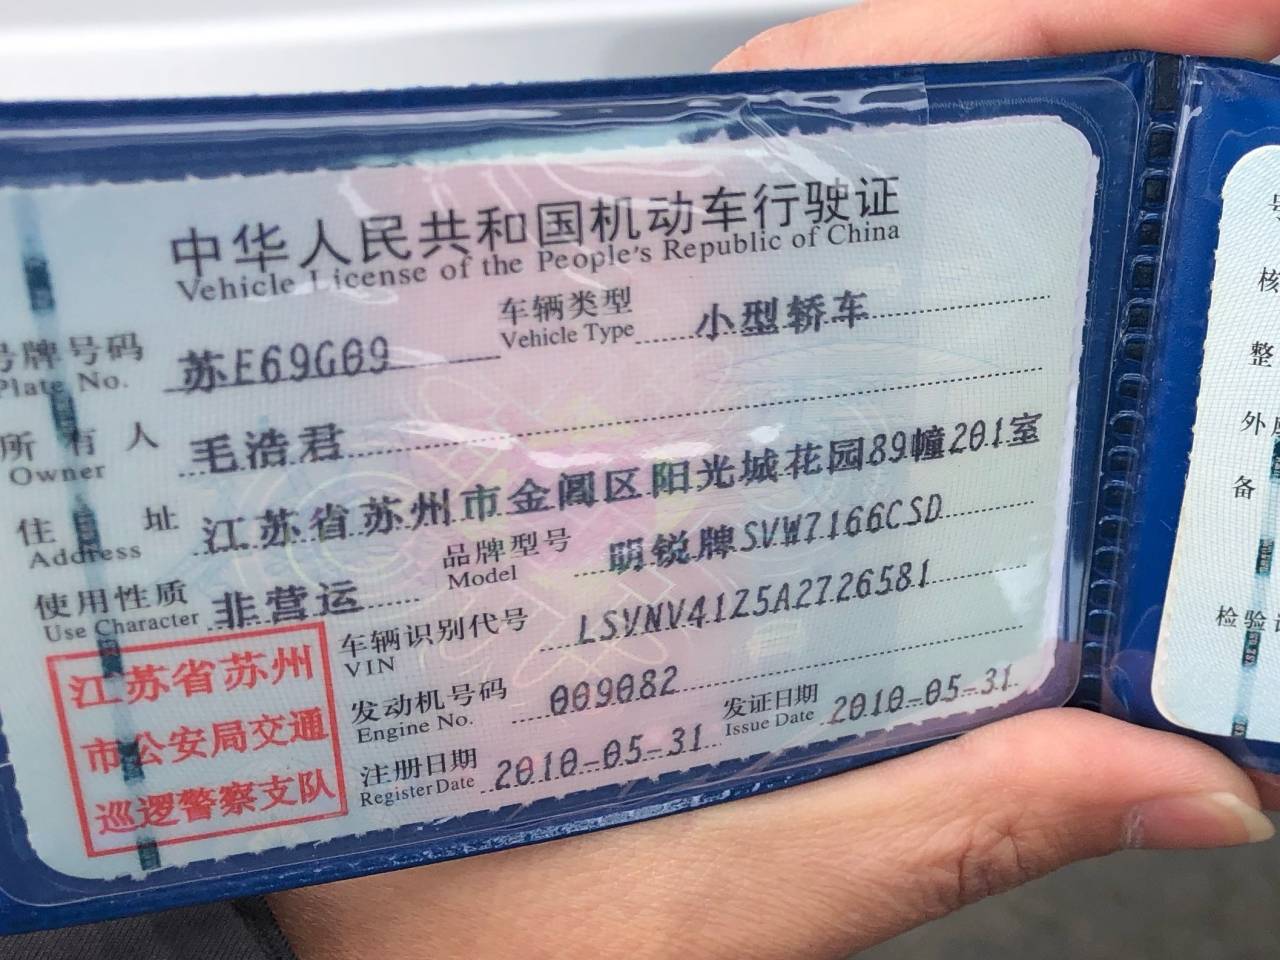 中华人民共和国机动车行驶证
Vehicle License of the People's Republic of China
号牌号码 苏E69G09 车辆类型 小型轿车
Plate No. Vehicle Type
所有人 毛浩君
Owner
住址 江苏省苏州市金阊区阳光城花园89幢201室
Address
使用性质 非营运 品牌型号 明锐牌SVW7166CSD
Use Character Model
车辆识别代号 LSVNV41Z5A2726581
VIN
发动机号码 009082
Engine No.
注册日期 2010-05-31 发证日期 2010-05-31
Register Date Issue Date
江苏省苏州
市公安局交通
巡逻警察支队
号
核
整
外
备
检验